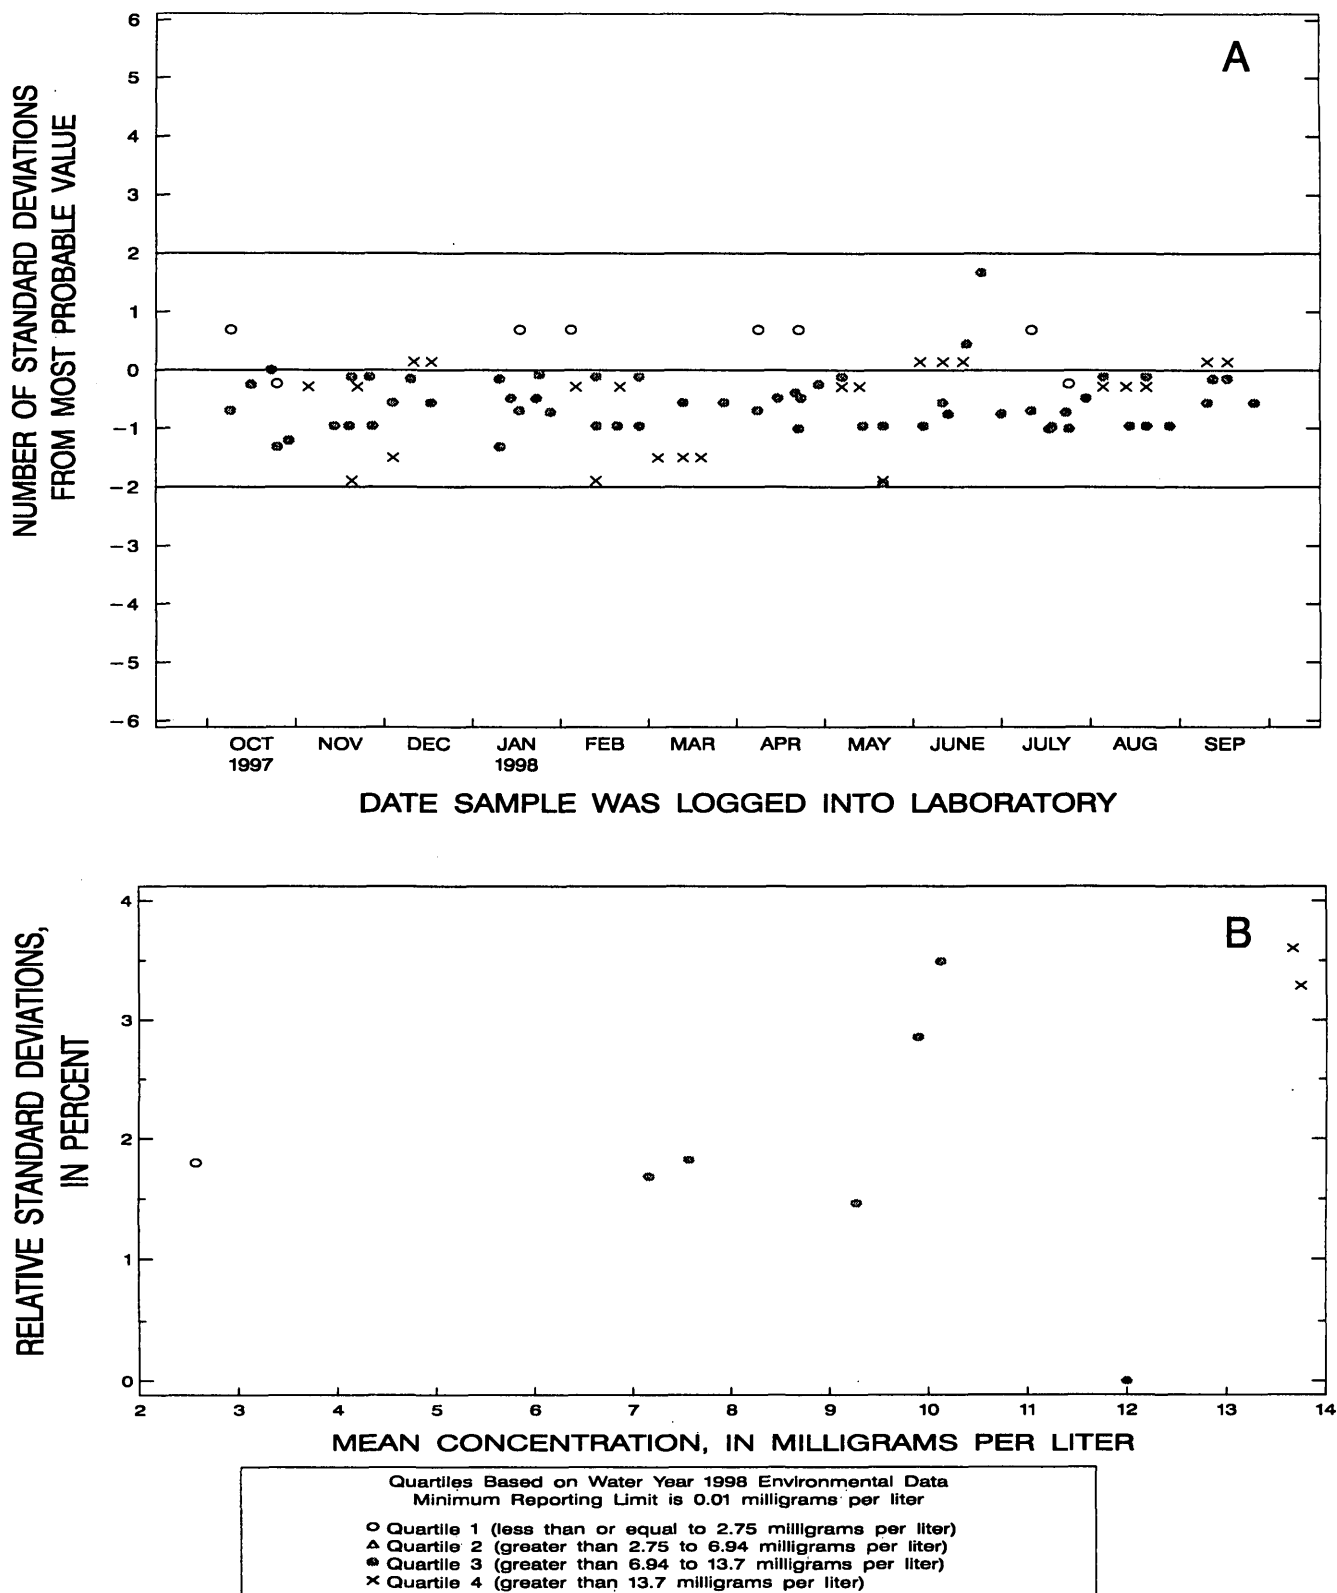 A
NUMBER OF STANDARD DEVIATIONS
FROM MOST PROBABLE VALUE
6
5
4
3
2
1
0
−1
−2
−3
−4
−5
−6
OCT NOV DEC JAN FEB MAR APR MAY JUNE JULY AUG SEP
1997 1998
DATE SAMPLE WAS LOGGED INTO LABORATORY
B
RELATIVE STANDARD DEVIATIONS,
IN PERCENT
4
3
2
1
0
2 3 4 5 6 7 8 9 10 11 12 13 14
MEAN CONCENTRATION, IN MILLIGRAMS PER LITER
Quartiles Based on Water Year 1998 Environmental Data
Minimum Reporting Limit is 0.01 milligrams per liter
Quartile 1 (less than or equal to 2.75 milligrams per liter)
Quartile 2 (greater than 2.75 to 6.94 milligrams per liter)
Quartile 3 (greater than 6.94 to 13.7 milligrams per liter)
Quartile 4 (greater than 13.7 milligrams per liter)